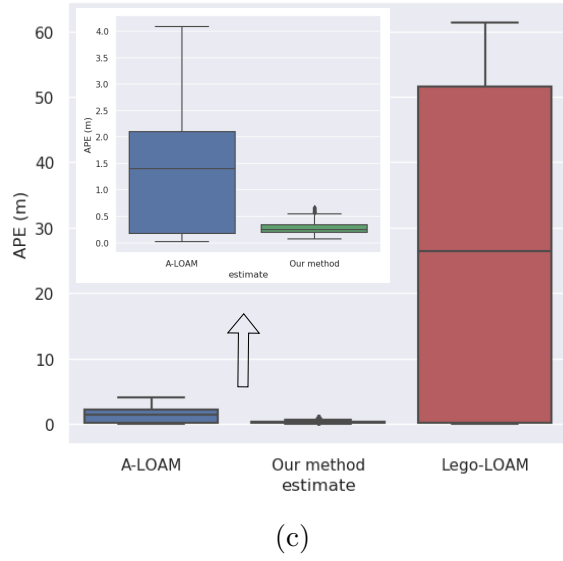 4.0
3.5
3.0
2.5
2.0
1.5
1.0
0.5
0.0
APE (m)
A-LOAM
Our method
estimate
60
50
40
30
20
10
0
APE (m)
A-LOAM
Our method
Lego-LOAM
estimate
(c)